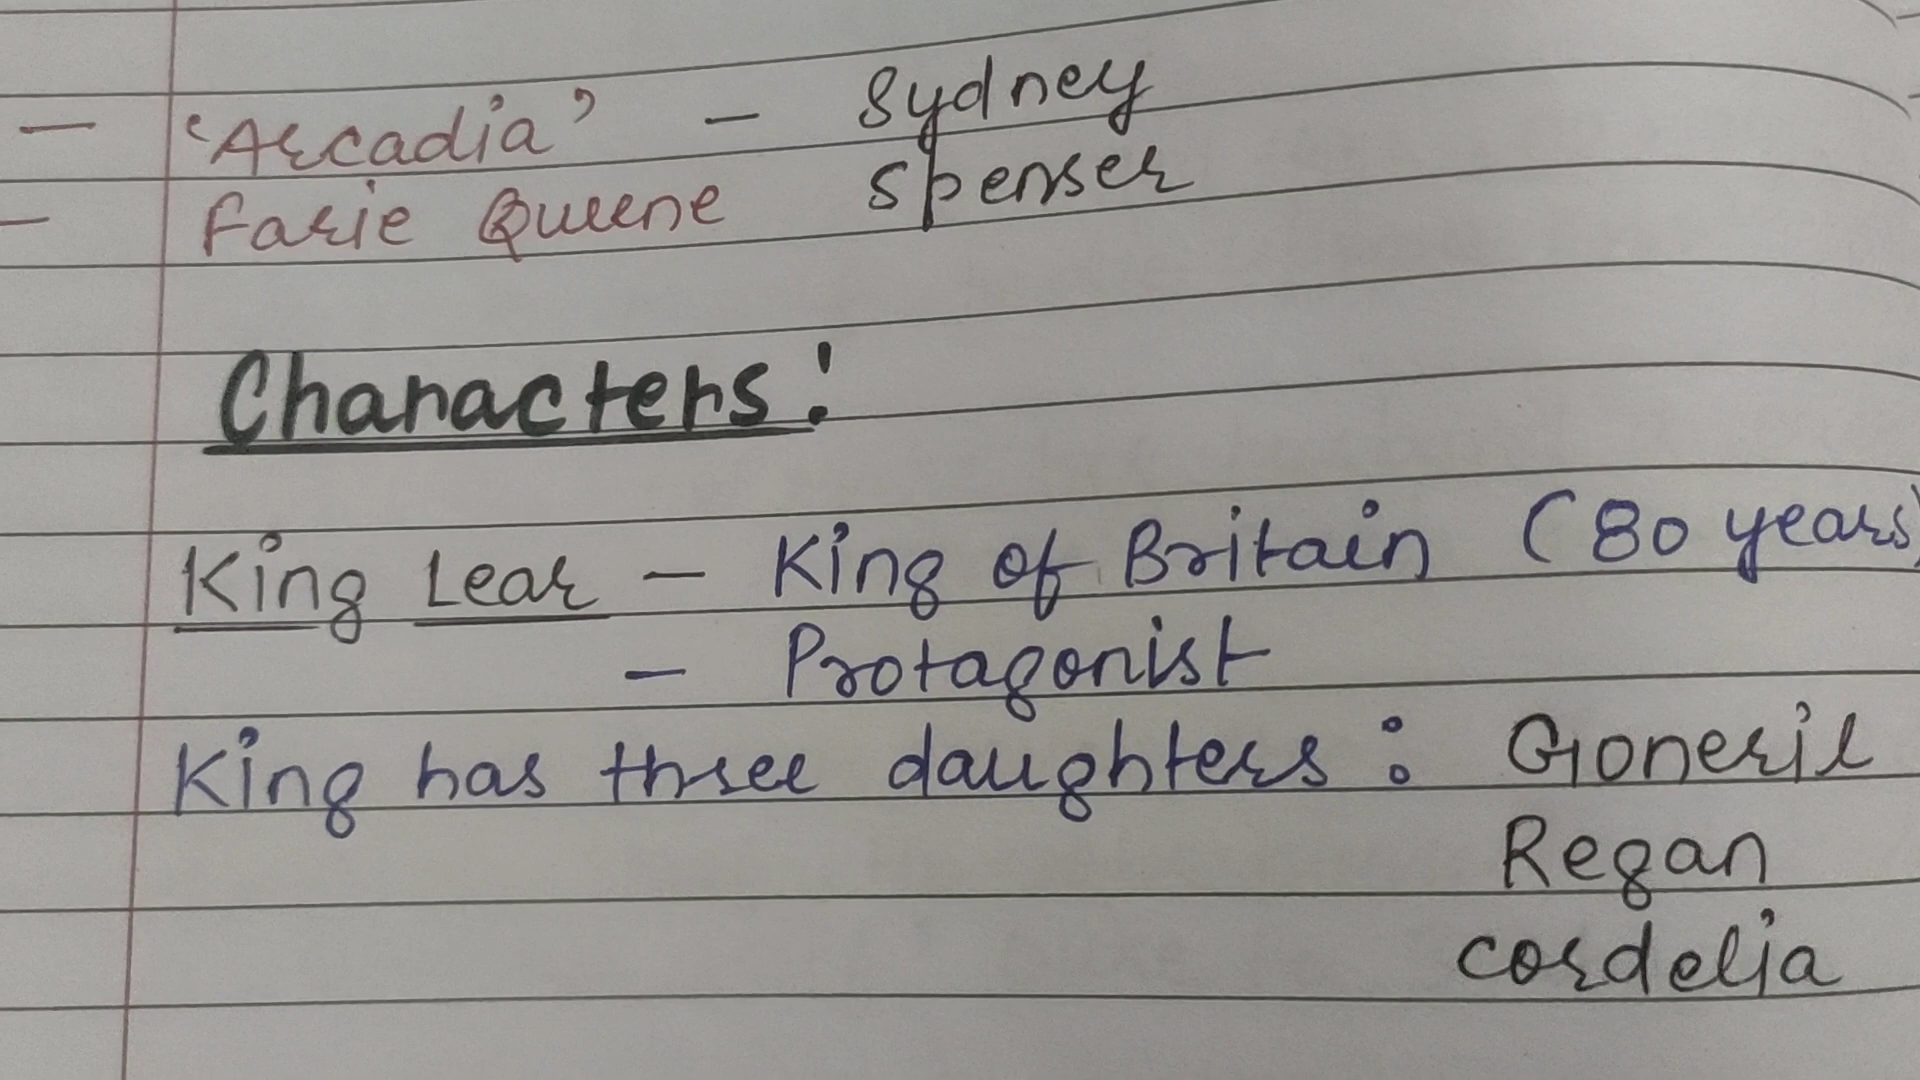 - 'Arcadia' - Sydney
- Farie Queene Spenser
Characters:
King Lear - King of Britain (80 years)
- Protagonist
King has three daughters: Goneril
Regan
Cordelia